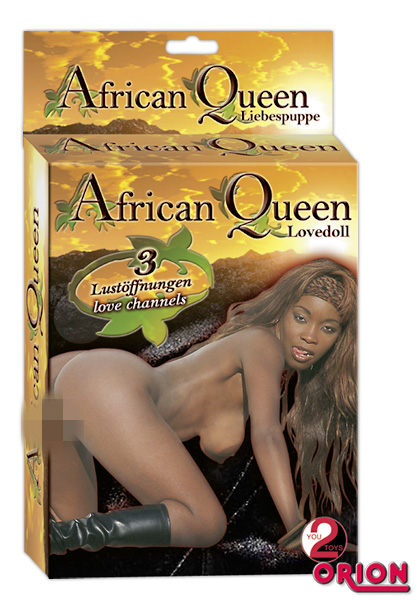 African Queen
Liebespuppe
African Queen
Lovedoll
3
Lustöffnungen
love channels
African Queen
YOU
2
TOYS
ORION